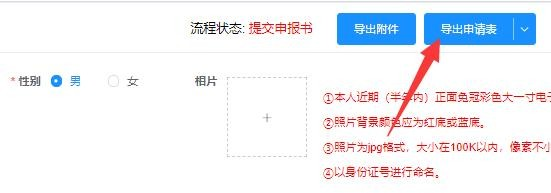 流程状态: 提交申报书 导出附件 导出申请表
* 性别 男 女 相片
①本人近期（半年内）正面免冠彩色大一寸电子
②照片背景颜色应为红底或蓝底。
③照片为jpg格式，大小在100K以内，像素不小
④以身份证号进行命名。